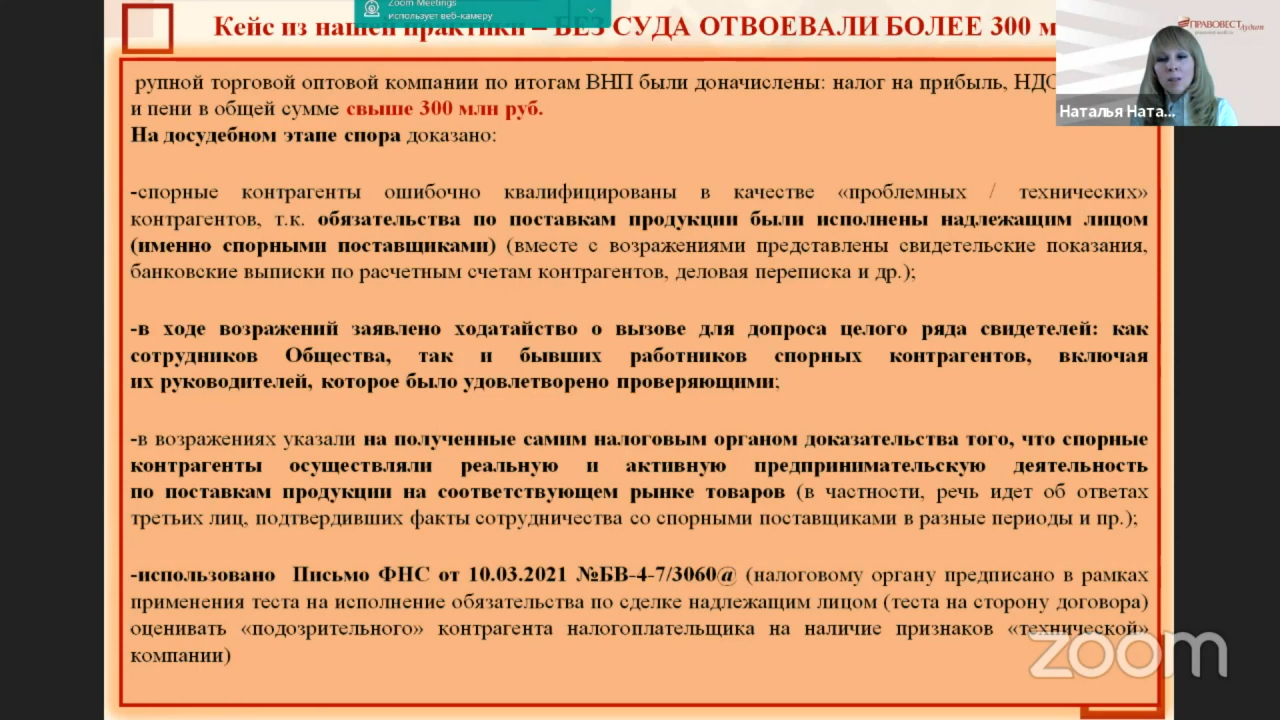 Zoom Meetings
использует веб-камеру
Кейс из нашей практики – БЕЗ СУДА ОТВОЕВАЛИ БОЛЕЕ 300 м
ПРАВОВЕСТ Аудит
Наталья Ната...
рупной торговой оптовой компании по итогам ВНП были доначислены: налог на прибыль, НДС
и пени в общей сумме свыше 300 млн руб.
На досудебном этапе спора доказано:
-спорные контрагенты ошибочно квалифицированы в качестве «проблемных / технических»
контрагентов, т.к. обязательства по поставкам продукции были исполнены надлежащим лицом
(именно спорными поставщиками) (вместе с возражениями представлены свидетельские показания,
банковские выписки по расчетным счетам контрагентов, деловая переписка и др.);
-в ходе возражений заявлено ходатайство о вызове для допроса целого ряда свидетелей: как
сотрудников Общества, так и бывших работников спорных контрагентов, включая
их руководителей, которое было удовлетворено проверяющими;
-в возражениях указали на полученные самим налоговым органом доказательства того, что спорные
контрагенты осуществляли реальную и активную предпринимательскую деятельность
по поставкам продукции на соответствующем рынке товаров (в частности, речь идет об ответах
третьих лиц, подтвердивших факты сотрудничества со спорными поставщиками в разные периоды и пр.);
-использовано Письмо ФНС от 10.03.2021 №БВ-4-7/3060@ (налоговому органу предписано в рамках
применения теста на исполнение обязательства по сделке надлежащим лицом (теста на сторону договора)
оценивать «подозрительного» контрагента налогоплательщика на наличие признаков «технической»
компании)
zoom